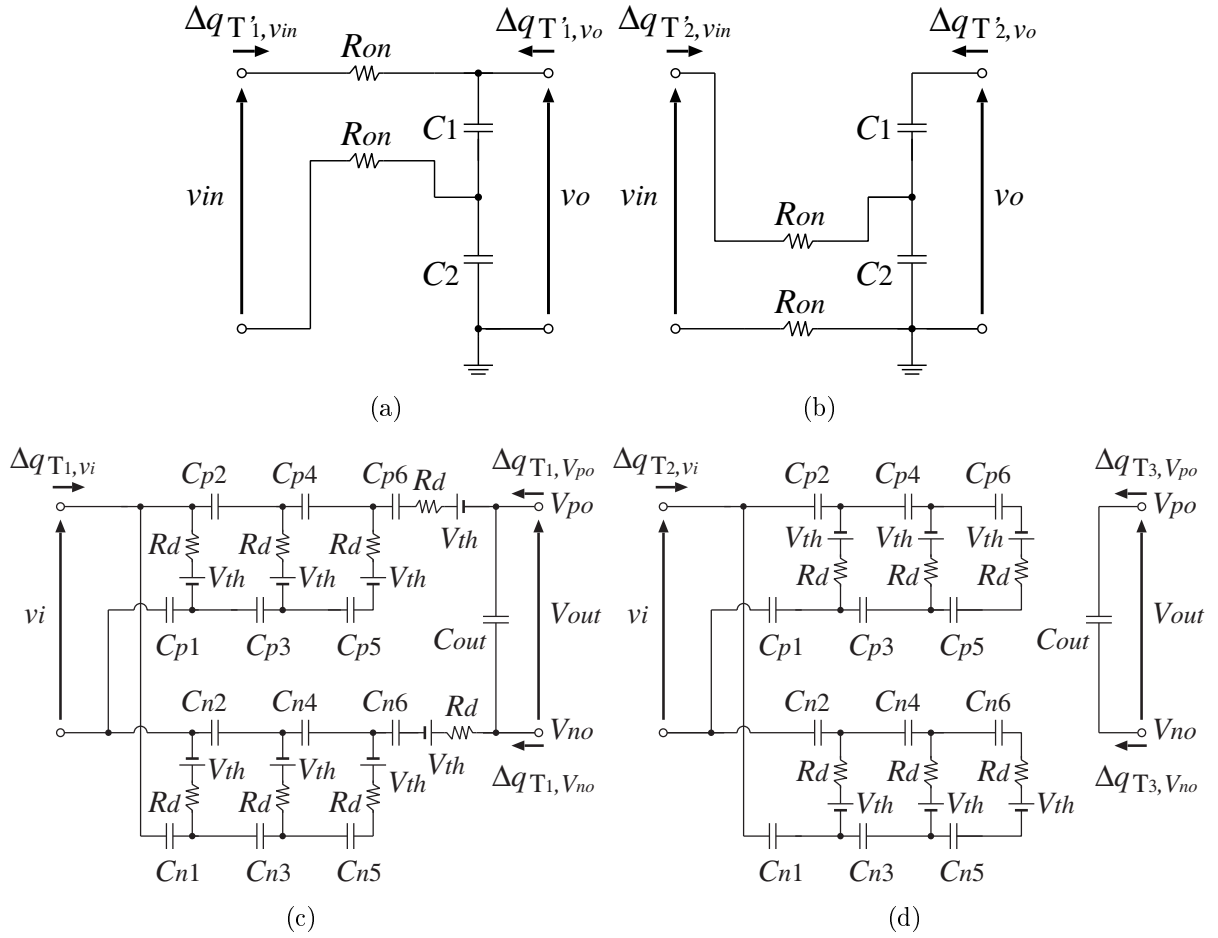 Δq T'1,vin
Δq T'1,vo
Ron
Ron
C1
C2
vin
vo
(a)
Δq T'2,vin
Δq T'2,vo
C1
Ron
C2
Ron
vin
vo
(b)
Δq T1,vi
Cp2
Cp4
Cp6
Rd
Δq T1,Vpo
Vpo
Vth
Rd
Rd
Rd
Vth
Vth
Vth
vi
Cp1
Cp3
Cp5
Cout
Vout
Cn2
Cn4
Cn6
Rd
Vno
Vth
Vth
Vth
Vth
Δq T1,Vno
Rd
Rd
Rd
Cn1
Cn3
Cn5
(c)
Δq T2,vi
Cp2
Cp4
Cp6
Δq T3,Vpo
Vpo
Vth
Vth
Vth
Rd
Rd
Rd
vi
Cp1
Cp3
Cp5
Cout
Vout
Cn2
Cn4
Cn6
Vno
Rd
Rd
Rd
Δq T3,Vno
Vth
Vth
Vth
Cn1
Cn3
Cn5
(d)